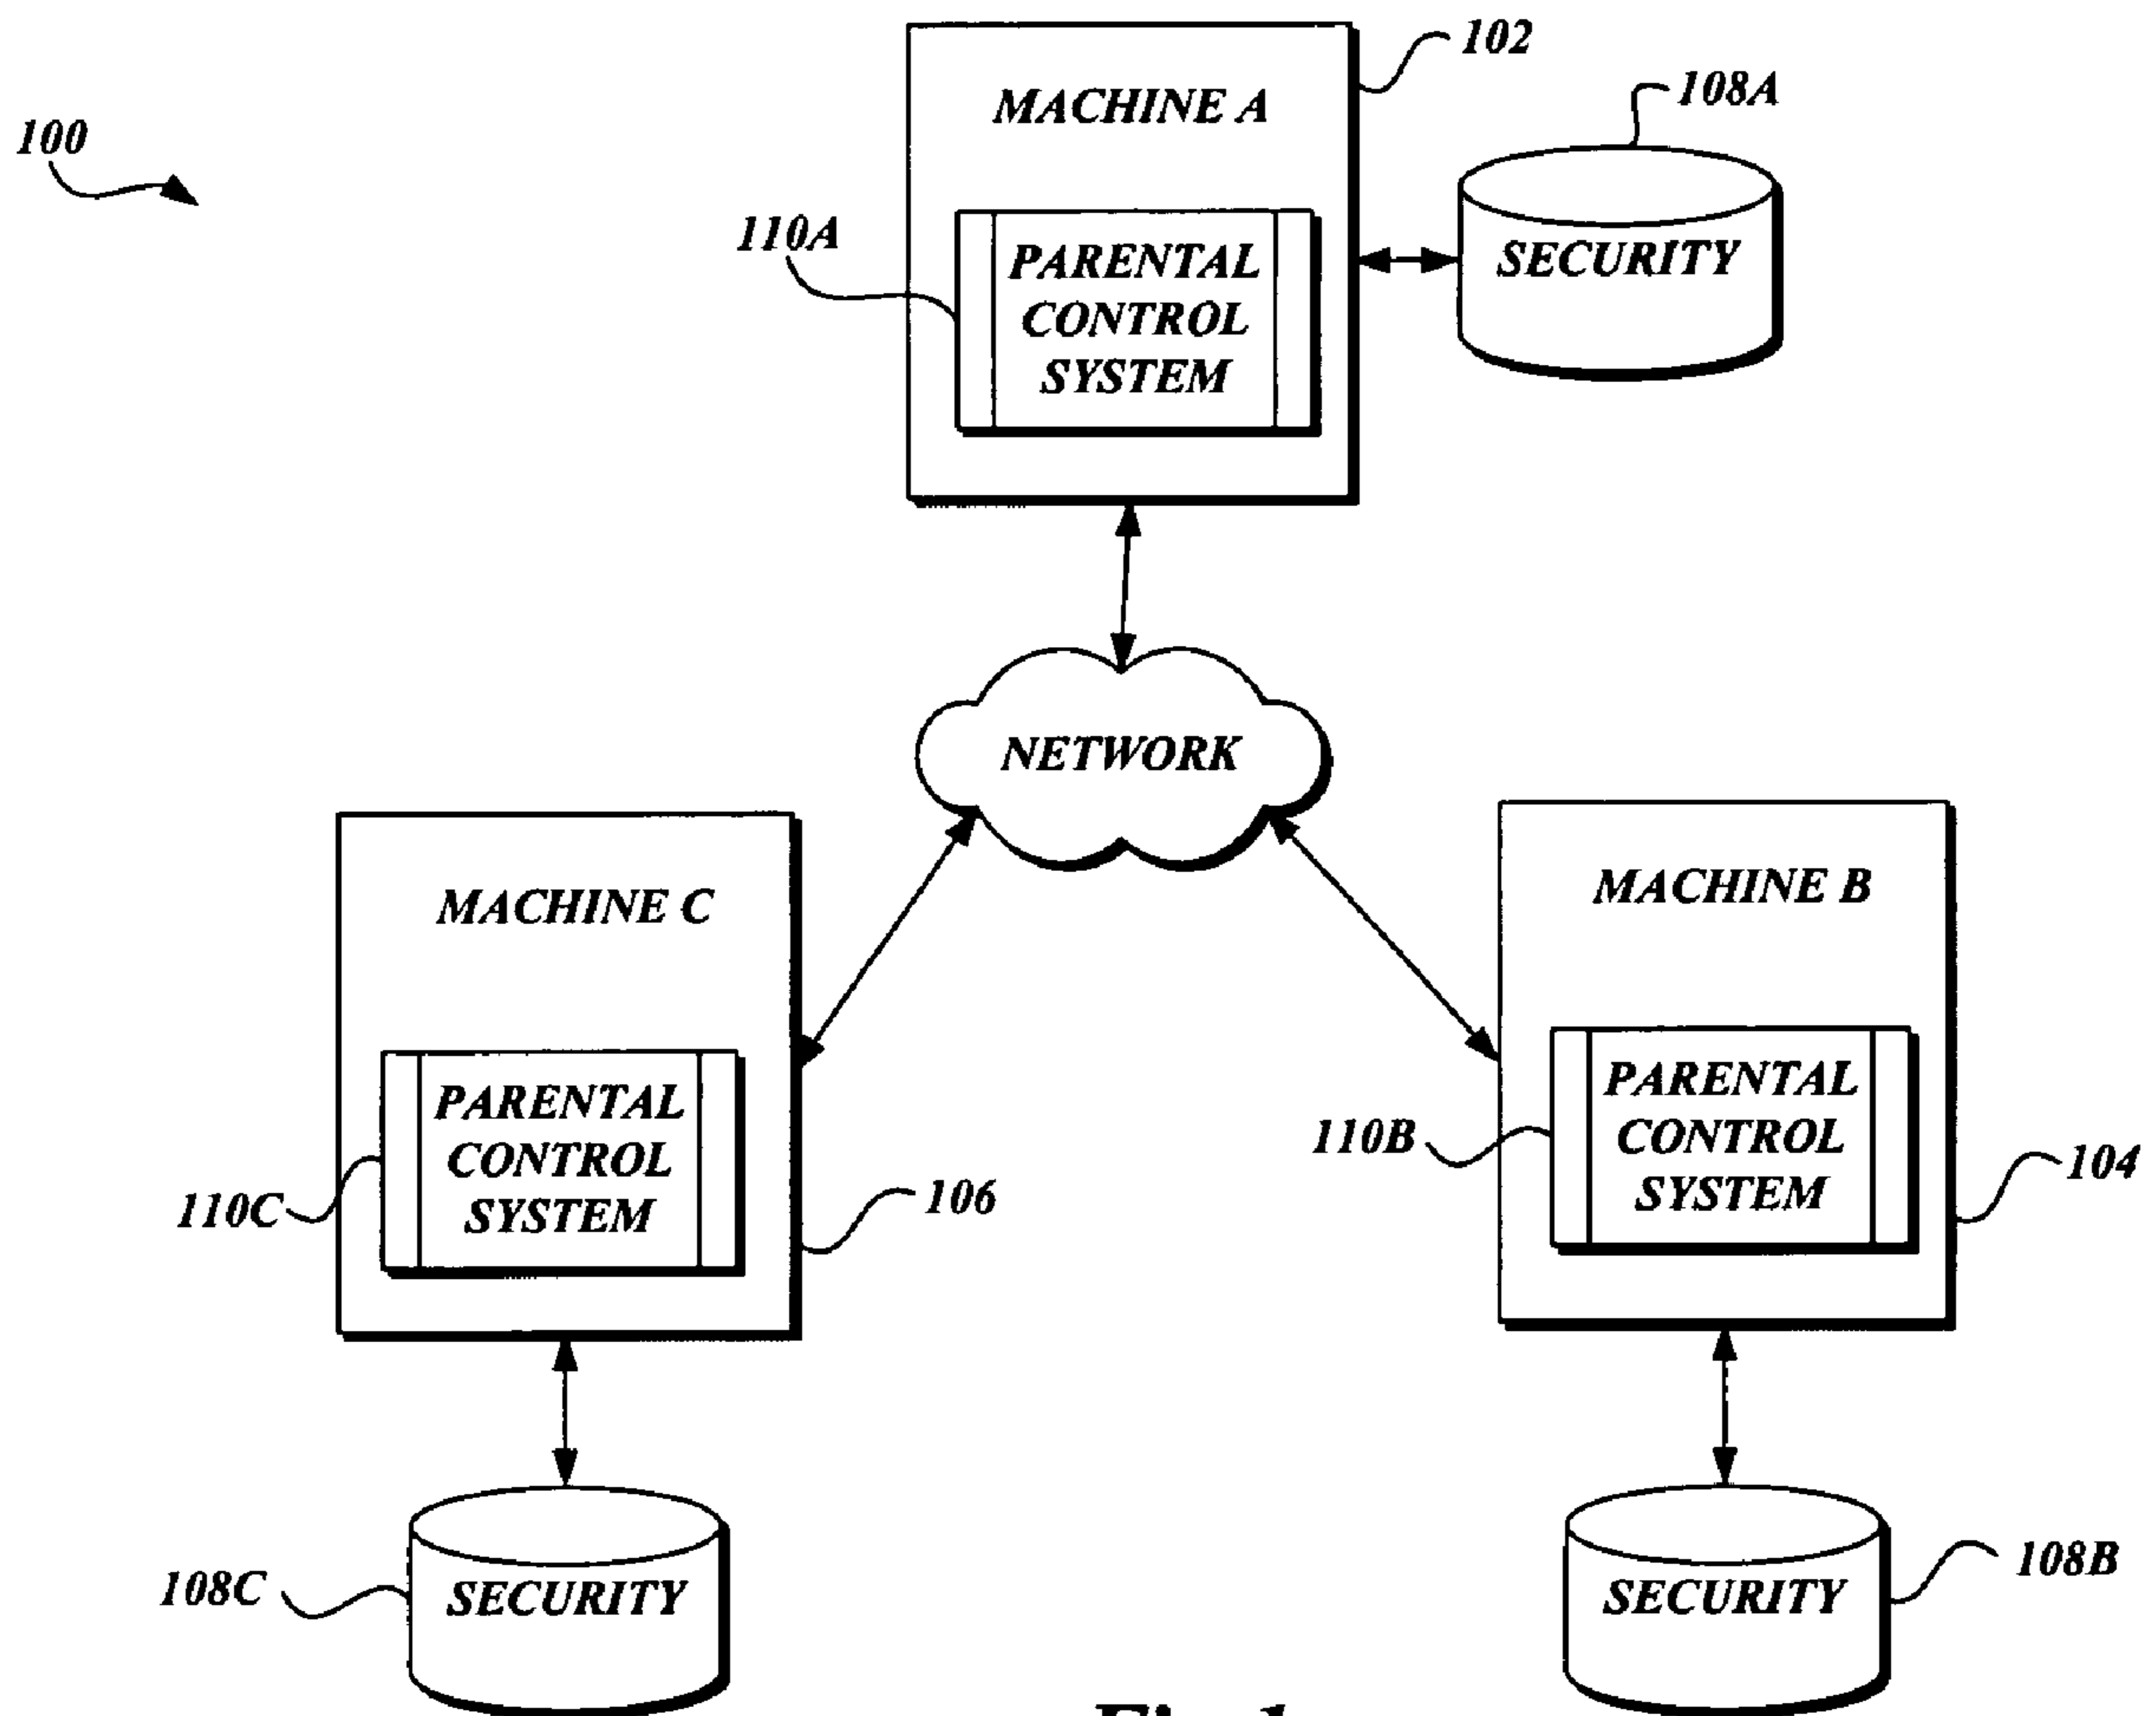 102
MACHINE A
108A
100
110A
PARENTAL
CONTROL
SYSTEM
SECURITY
NETWORK
MACHINE C
MACHINE B
PARENTAL
CONTROL
SYSTEM
110C
106
PARENTAL
CONTROL
SYSTEM
110B
104
108C
SECURITY
SECURITY
108B